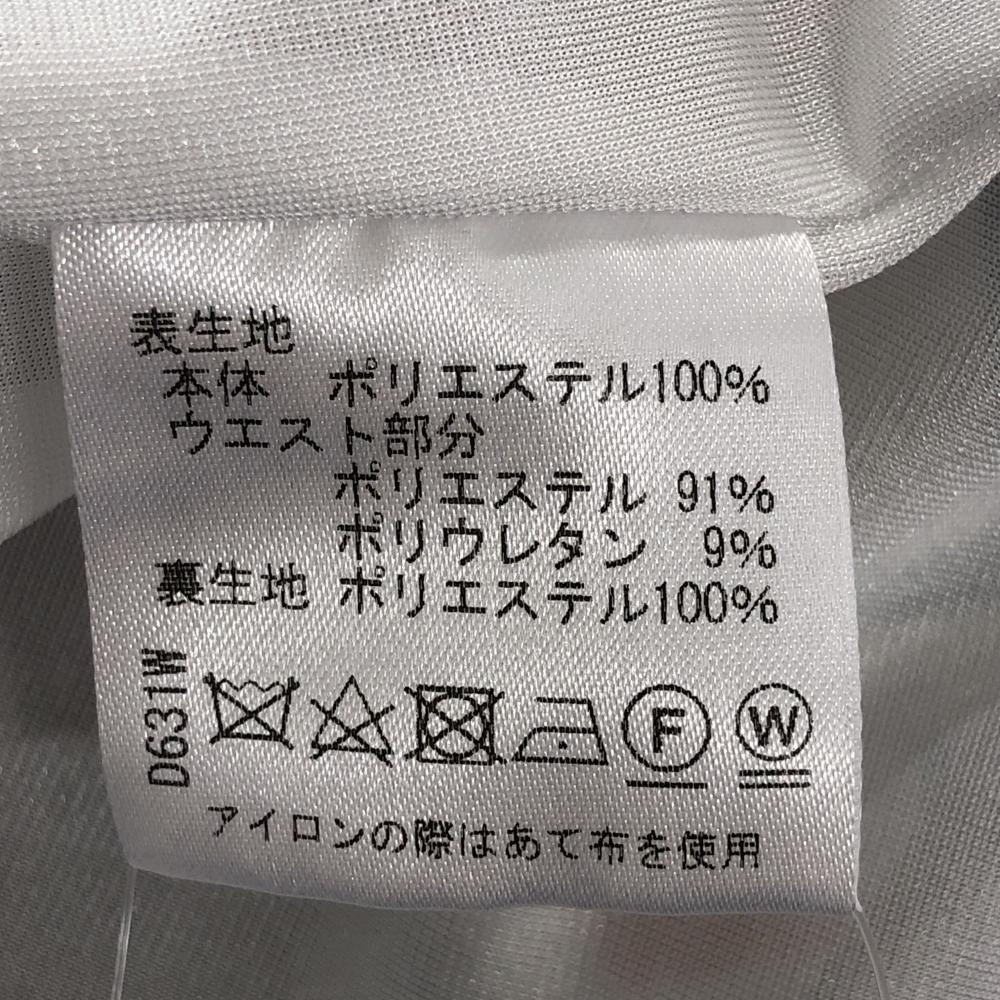 表生地
本体 ポリエステル100%
ウエスト部分
ポリエステル 91%
ポリウレタン 9%
裏生地 ポリエステル100%
D631W
F
W
アイロンの際はあて布を使用